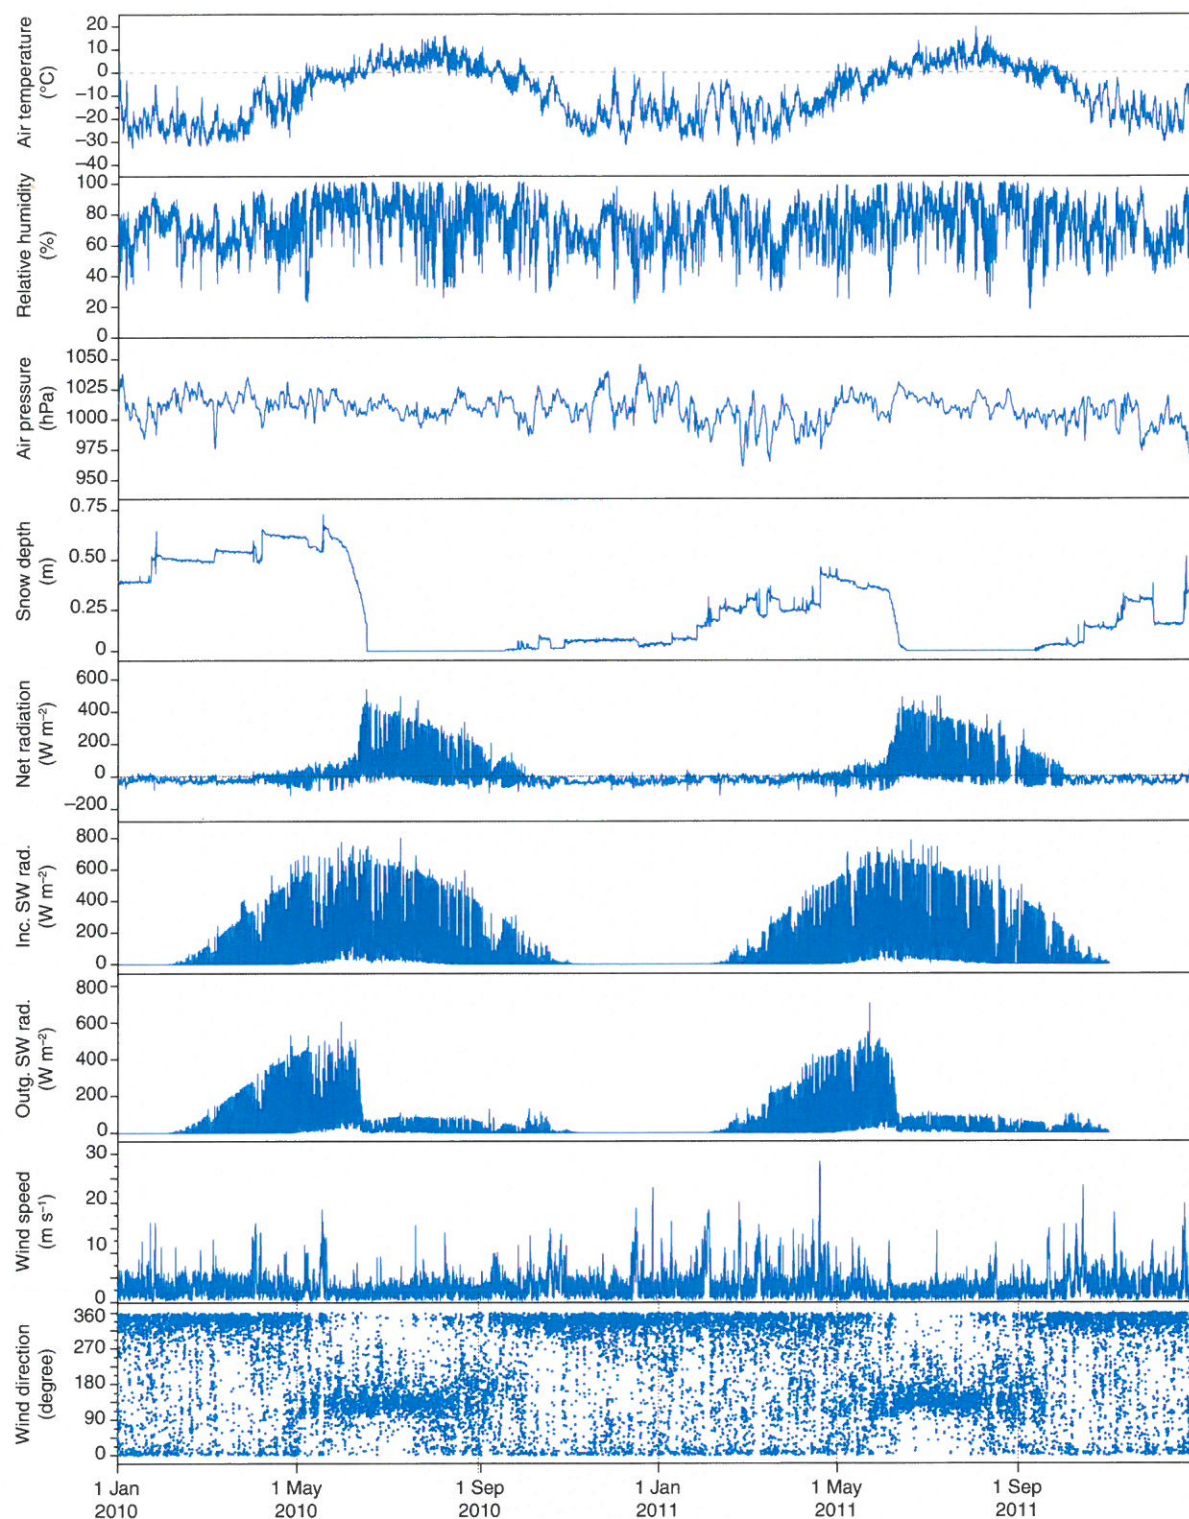 Air temperature
(°C)
20
10
0
−10
−20
−30
−40
Relative humidity
(%)
100
80
60
40
20
0
Air pressure
(hPa)
1050
1025
1000
975
950
Snow depth
(m)
0.75
0.50
0.25
0
Net radiation
(W m⁻²)
600
400
200
0
−200
Inc. SW rad.
(W m⁻²)
800
600
400
200
0
Outg. SW rad.
(W m⁻²)
800
600
400
200
0
Wind speed
(m s⁻¹)
30
20
10
0
Wind direction
(degree)
360
270
180
90
0
1 Jan 1 May 1 Sep 1 Jan 1 May 1 Sep
2010 2010 2010 2011 2011 2011